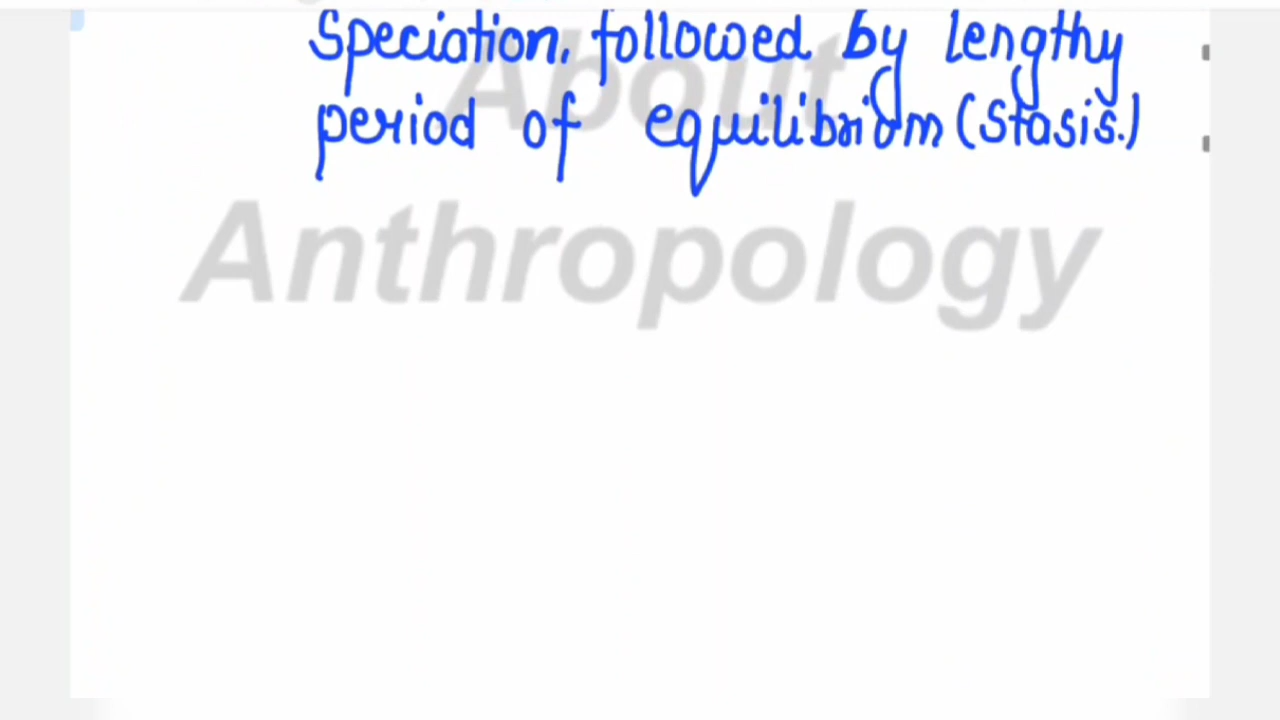 Speciation, followed by lengthy
period of equilibrium (Stasis.)
About
Anthropology